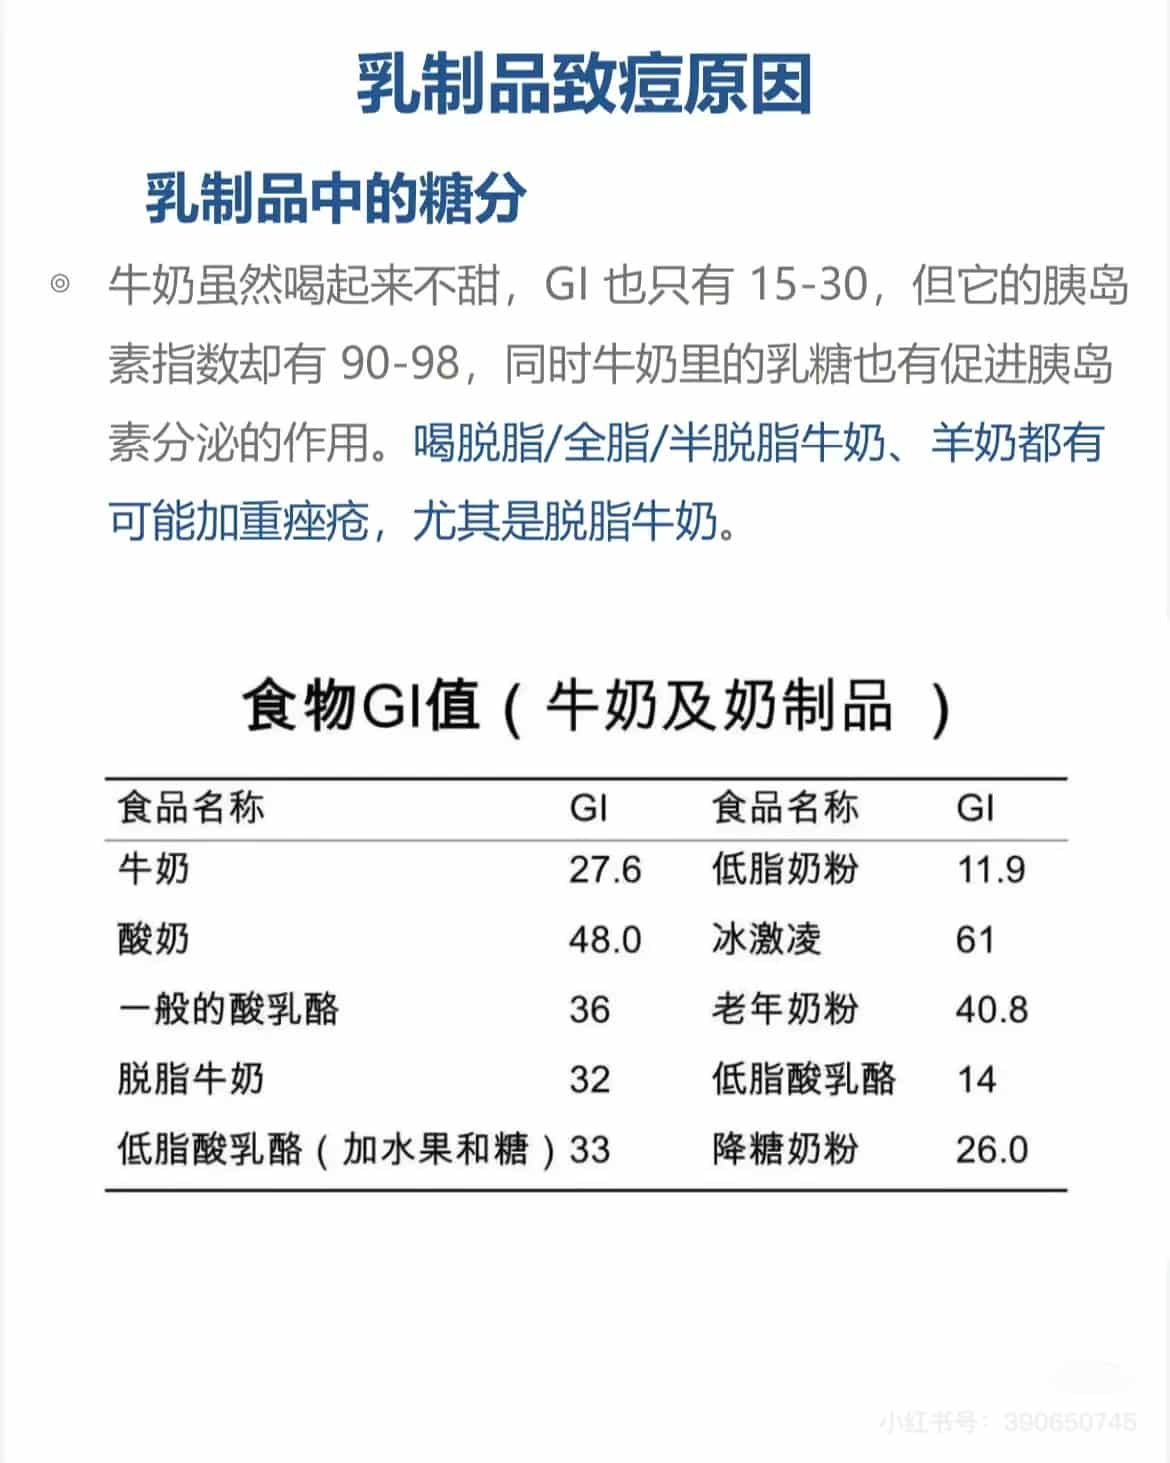 乳制品致痘原因
乳制品中的糖分
◎ 牛奶虽然喝起来不甜，GI 也只有 15-30，但它的胰岛
素指数却有 90-98，同时牛奶里的乳糖也有促进胰岛
素分泌的作用。喝脱脂/全脂/半脱脂牛奶、羊奶都有
可能加重痤疮，尤其是脱脂牛奶。
食物GI值（牛奶及奶制品 ）
食品名称 GI 食品名称 GI
牛奶 27.6 低脂奶粉 11.9
酸奶 48.0 冰激凌 61
一般的酸乳酪 36 老年奶粉 40.8
脱脂牛奶 32 低脂酸乳酪 14
低脂酸乳酪（加水果和糖）33 降糖奶粉 26.0
小红书号：390650745